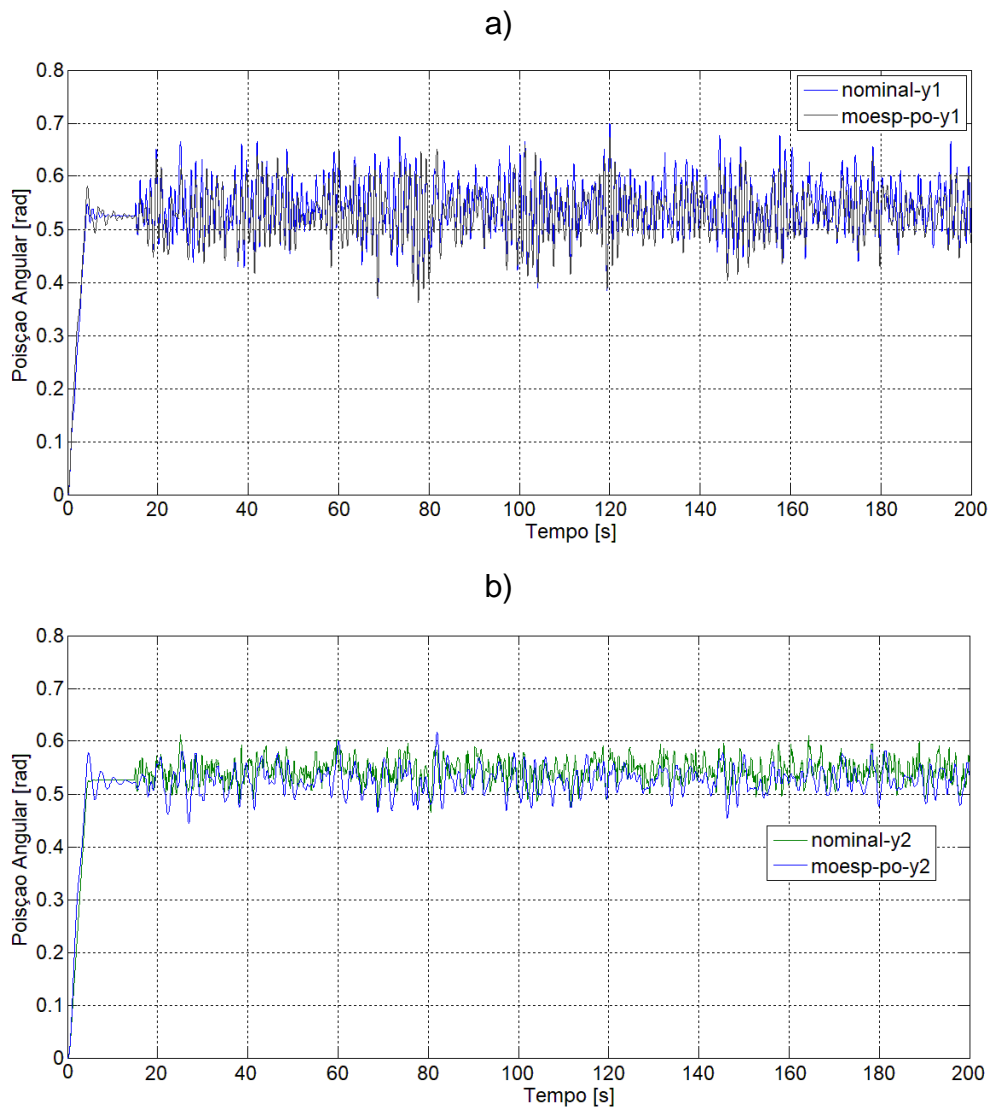 a)
0.8
0.7
0.6
0.5
0.4
0.3
0.2
0.1
0
Poisçao Angular [rad]
nominal-y1
moesp-po-y1
0 20 40 60 80 100 120 140 160 180 200
Tempo [s]
b)
0.8
0.7
0.6
0.5
0.4
0.3
0.2
0.1
0
Poisçao Angular [rad]
nominal-y2
moesp-po-y2
0 20 40 60 80 100 120 140 160 180 200
Tempo [s]